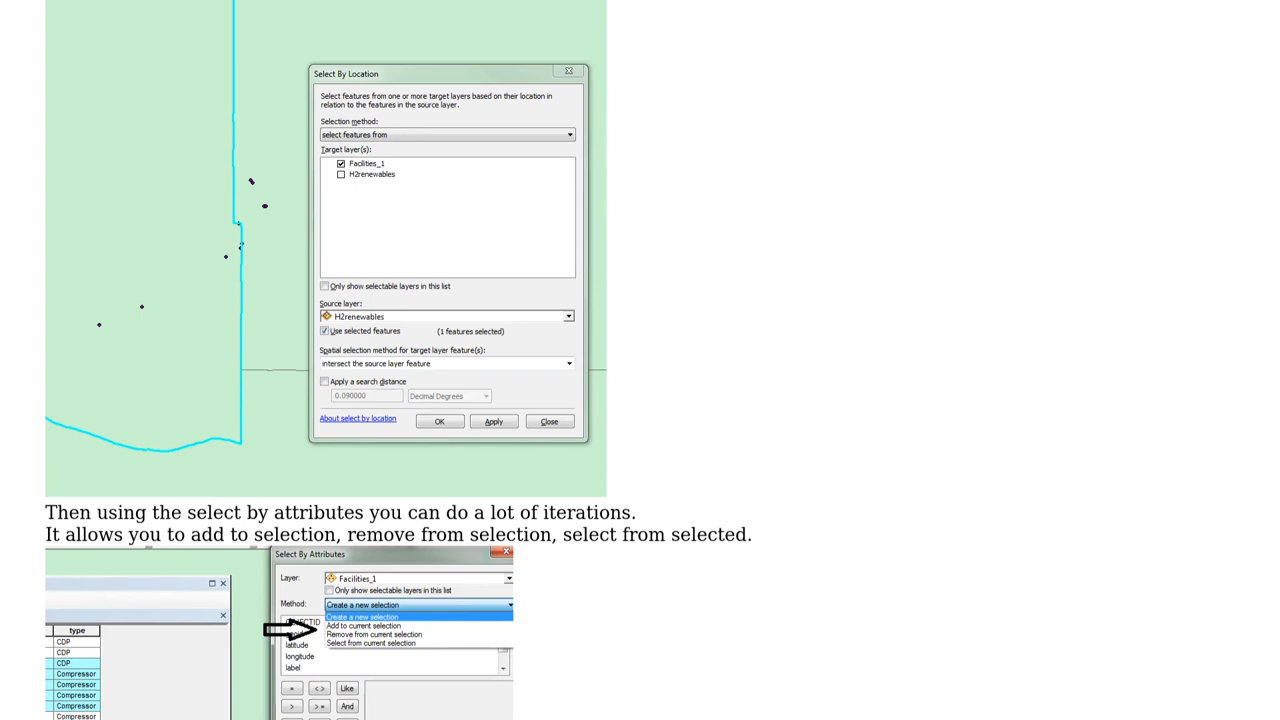 Select By Location
Select features from one or more target layers based on their location in
relation to the features in the source layer.
Selection method:
select features from
Target layer(s):
Facilities_1
H2renewables
Only show selectable layers in this list
Source layer:
H2renewables
Use selected features (1 features selected)
Spatial selection method for target layer feature(s):
intersect the source layer feature
Apply a search distance
0.090000 Decimal Degrees
About select by location OK Apply Close
Then using the select by attributes you can do a lot of iterations.
It allows you to add to selection, remove from selection, select from selected.
Select By Attributes
Layer: Facilities_1
Only show selectable layers in this list
Method: Create a new selection
Create a new selection
Add to current selection
Remove from current selection
Select from current selection
latitude
longitude
label
= < > Like
> > = And
type
CDP
CDP
CDP
Compressor
Compressor
Compressor
Compressor
Compressor